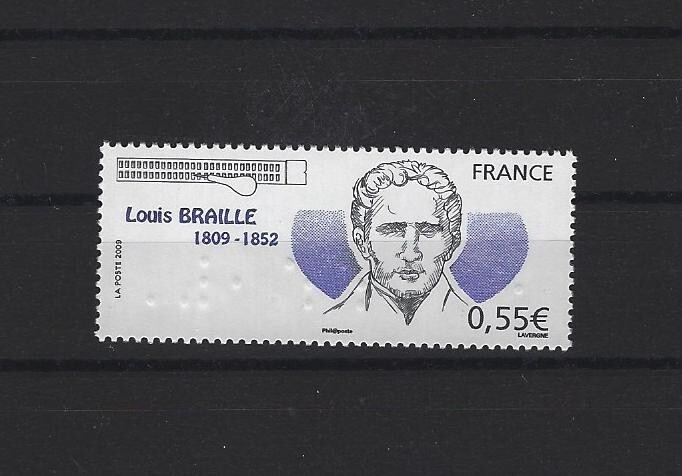 FRANCE
Louis BRAILLE
1809 - 1852
LA POSTE 2009
Phil@poste
0,55€
LAVERGNE